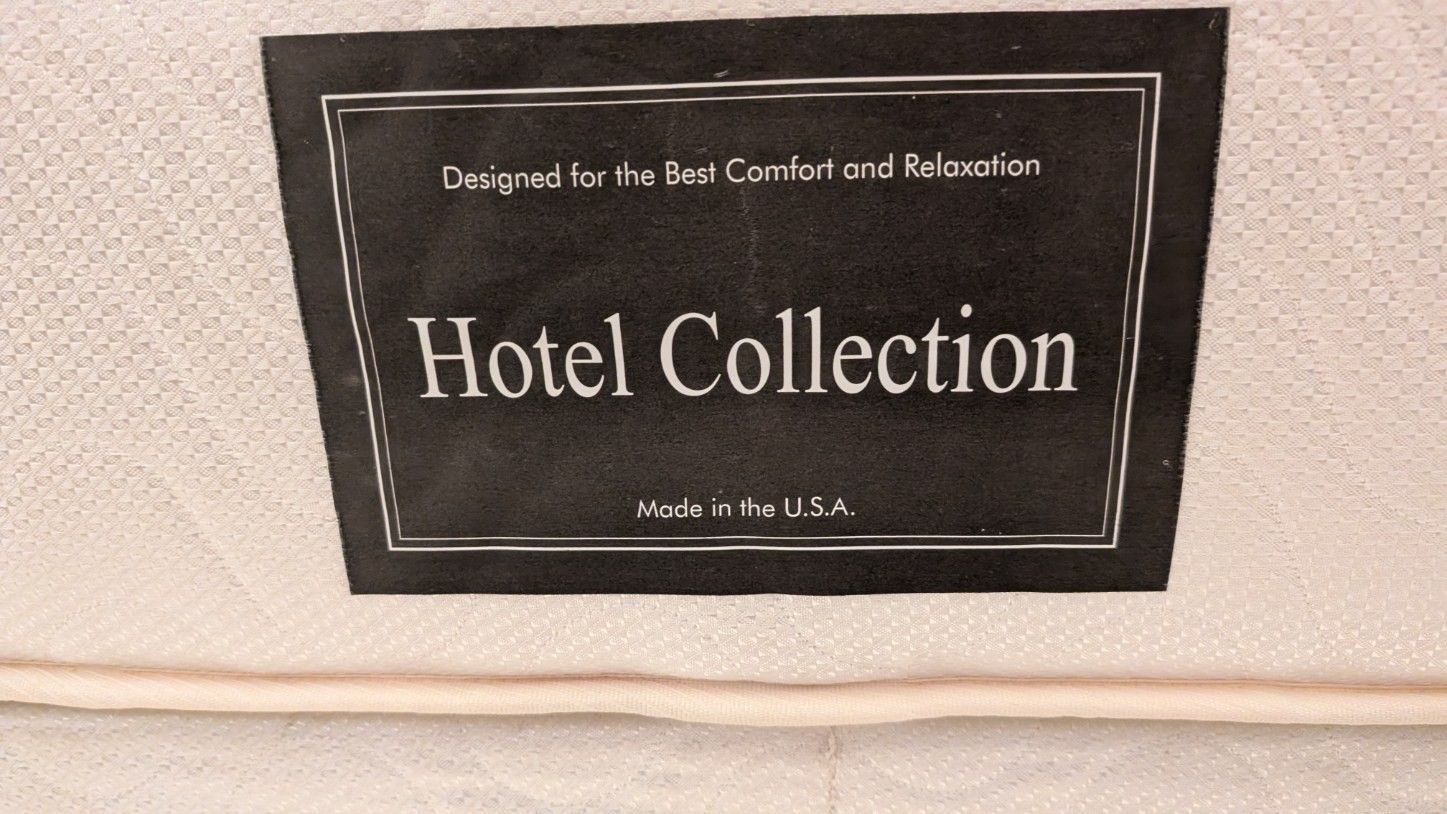 Designed for the Best Comfort and Relaxation
Hotel Collection
Made in the U.S.A.